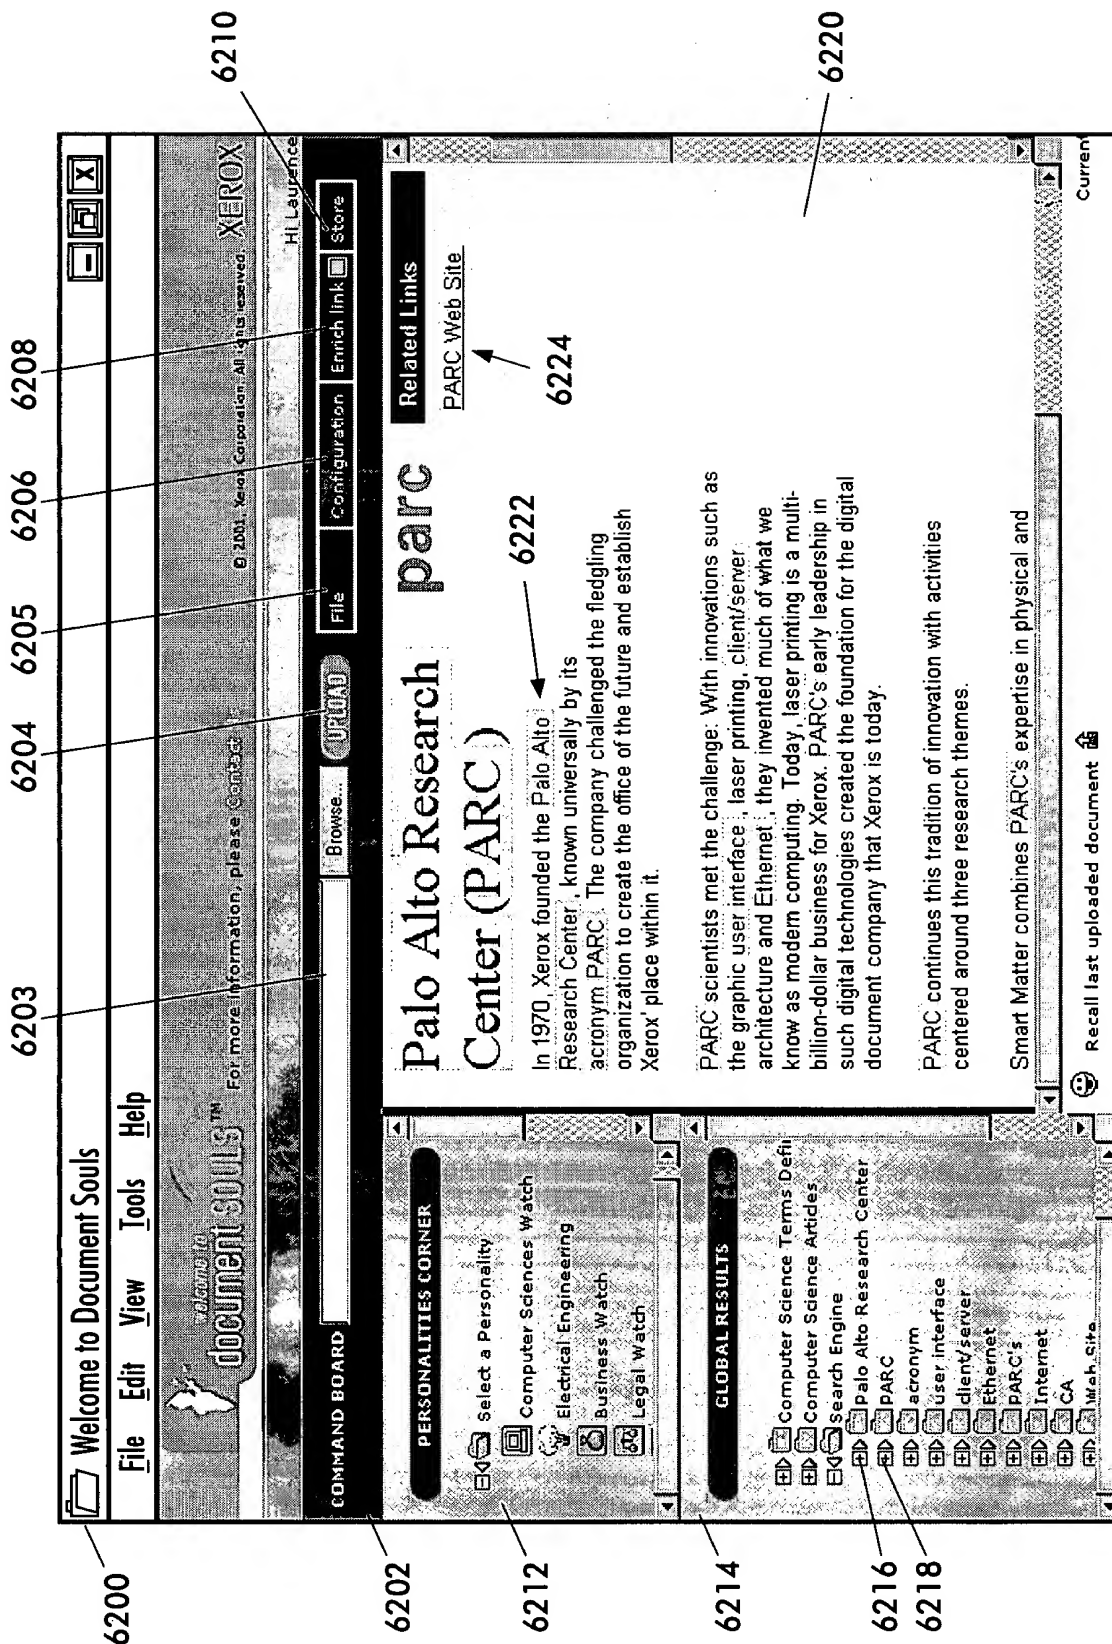 6200
6203
6204
6205
6206
6208
6210
Welcome to Document Souls
File Edit View Tools Help
welcome to
document SOULS™
For more information, please Contact
© 2001, Xerox Corporation. All rights reserved.
XEROX
Hi Laurence
6202
COMMAND BOARD
Browse...
UPLOAD
File
Configuration
Enrich link
Store
6212
PERSONALITIES CORNER
Select a Personality
Computer Sciences Watch
Electrical Engineering
Business Watch
Legal Watch
6214
GLOBAL RESULTS
Computer Science Terms Defin
Computer Science Articles
Search Engine
6216
Palo Alto Research Center
6218
PARC
acronym
user interface
client/server
Ethernet
PARC's
Internet
CA
Web Site
Palo Alto Research
Center (PARC)
parc
Related Links
PARC Web Site
6224
6222
6220
In 1970, Xerox founded the Palo Alto
Research Center, known universally by its
acronym PARC. The company challenged the fledgling
organization to create the office of the future and establish
Xerox' place within it.
PARC scientists met the challenge: With innovations such as
the graphic user interface, laser printing, client/server
architecture and Ethernet, they invented much of what we
know as modern computing. Today, laser printing is a multi-
billion-dollar business for Xerox. PARC's early leadership in
such digital technologies created the foundation for the digital
document company that Xerox is today.
PARC continues this tradition of innovation with activities
centered around three research themes.
Smart Matter combines PARC's expertise in physical and
Recall last uploaded document
Curren